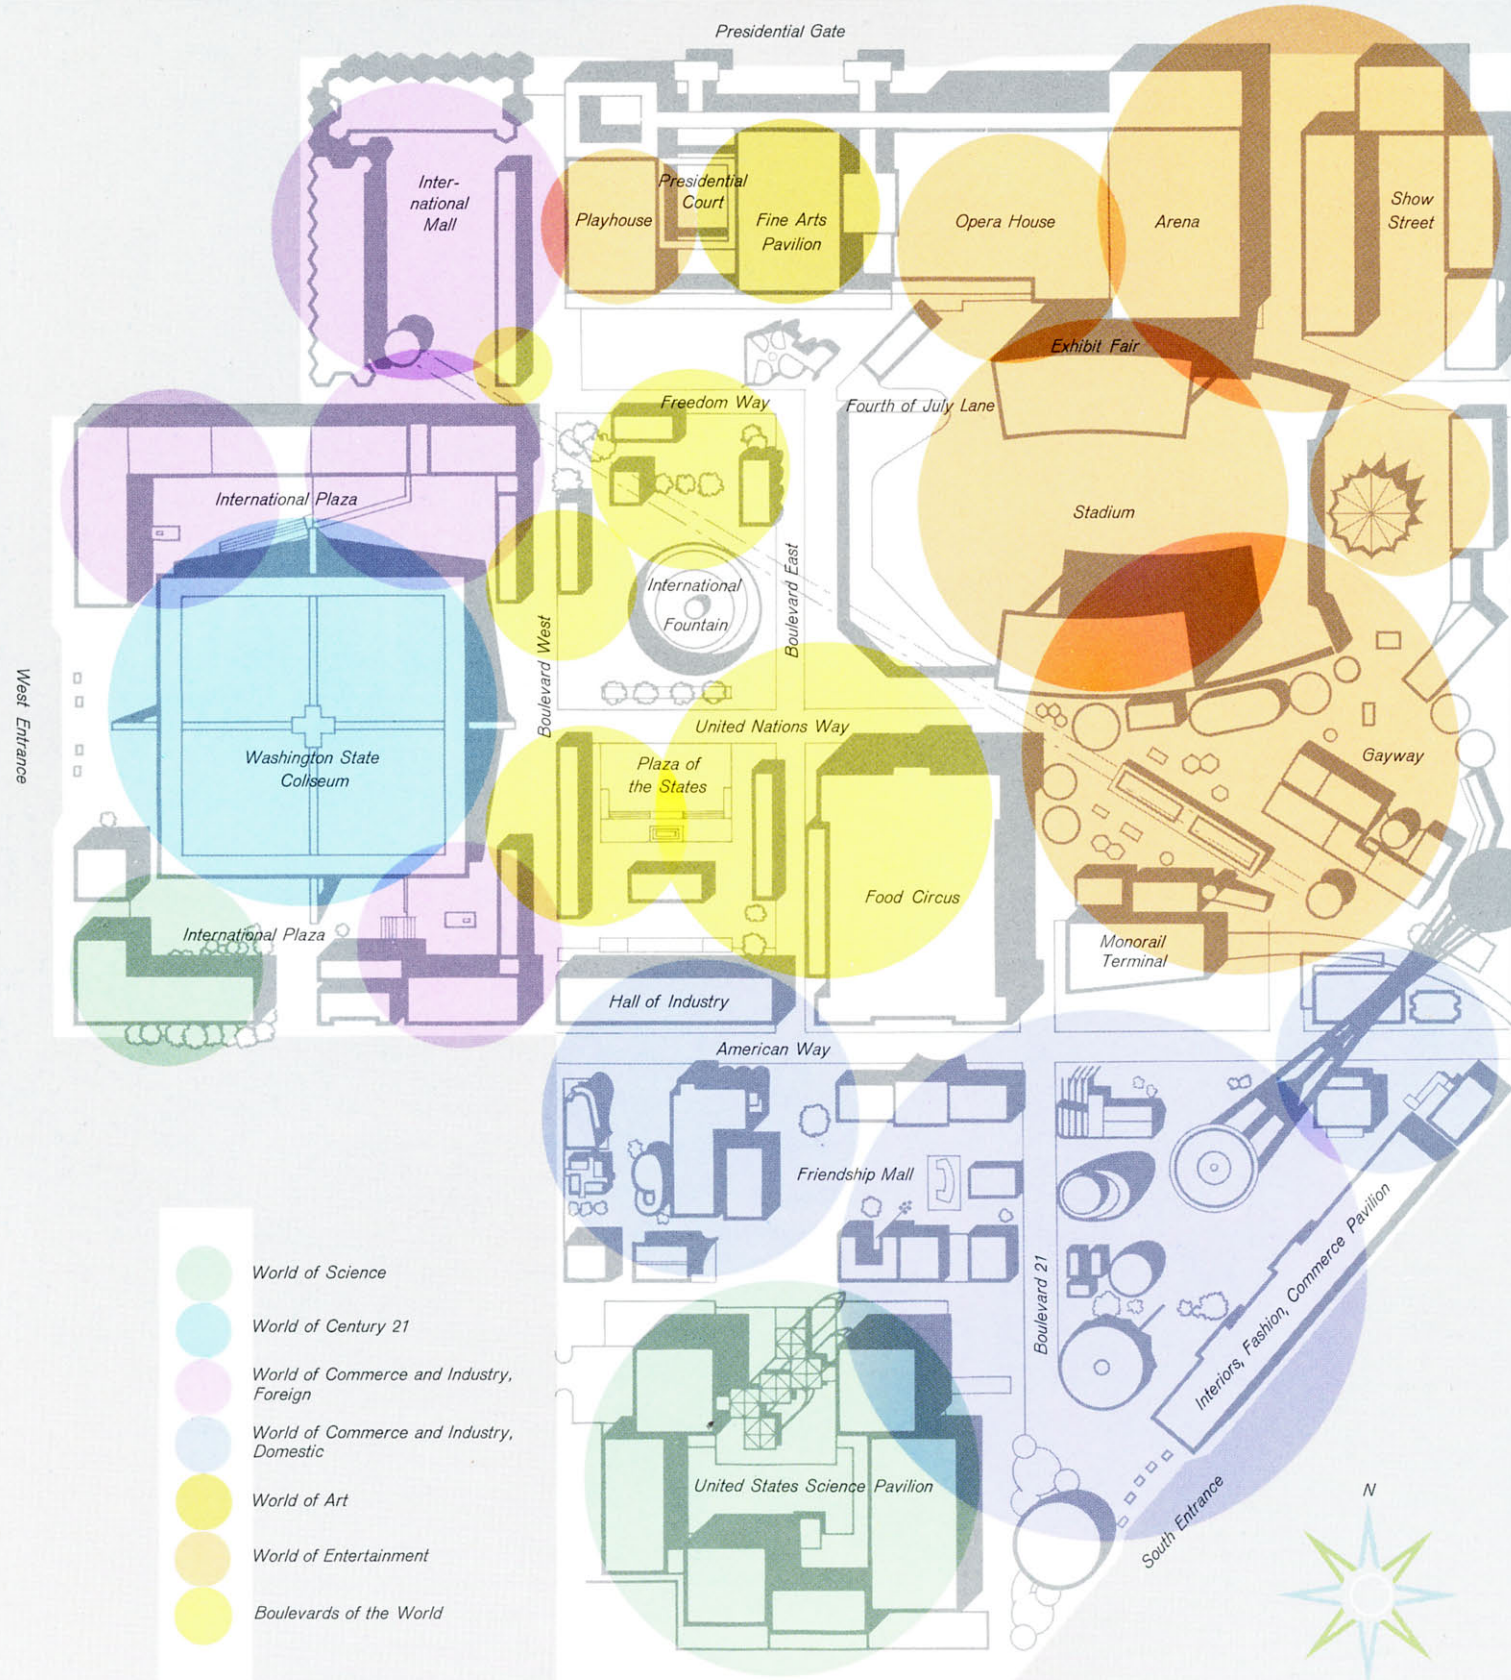 Presidential Gate
Inter-
national
Mall
Playhouse
Presidential
Court
Fine Arts
Pavilion
Opera House
Arena
Show
Street
Exhibit Fair
Freedom Way
Fourth of July Lane
International Plaza
Stadium
International
Fountain
Boulevard East
Boulevard West
West Entrance
United Nations Way
Washington State
Coliseum
Plaza of
the States
Gayway
Food Circus
International Plaza
Monorail
Terminal
Hall of Industry
American Way
Friendship Mall
Boulevard 21
Interiors, Fashion, Commerce Pavilion
World of Science
World of Century 21
World of Commerce and Industry,
Foreign
World of Commerce and Industry,
Domestic
World of Art
World of Entertainment
Boulevards of the World
United States Science Pavilion
South Entrance
N